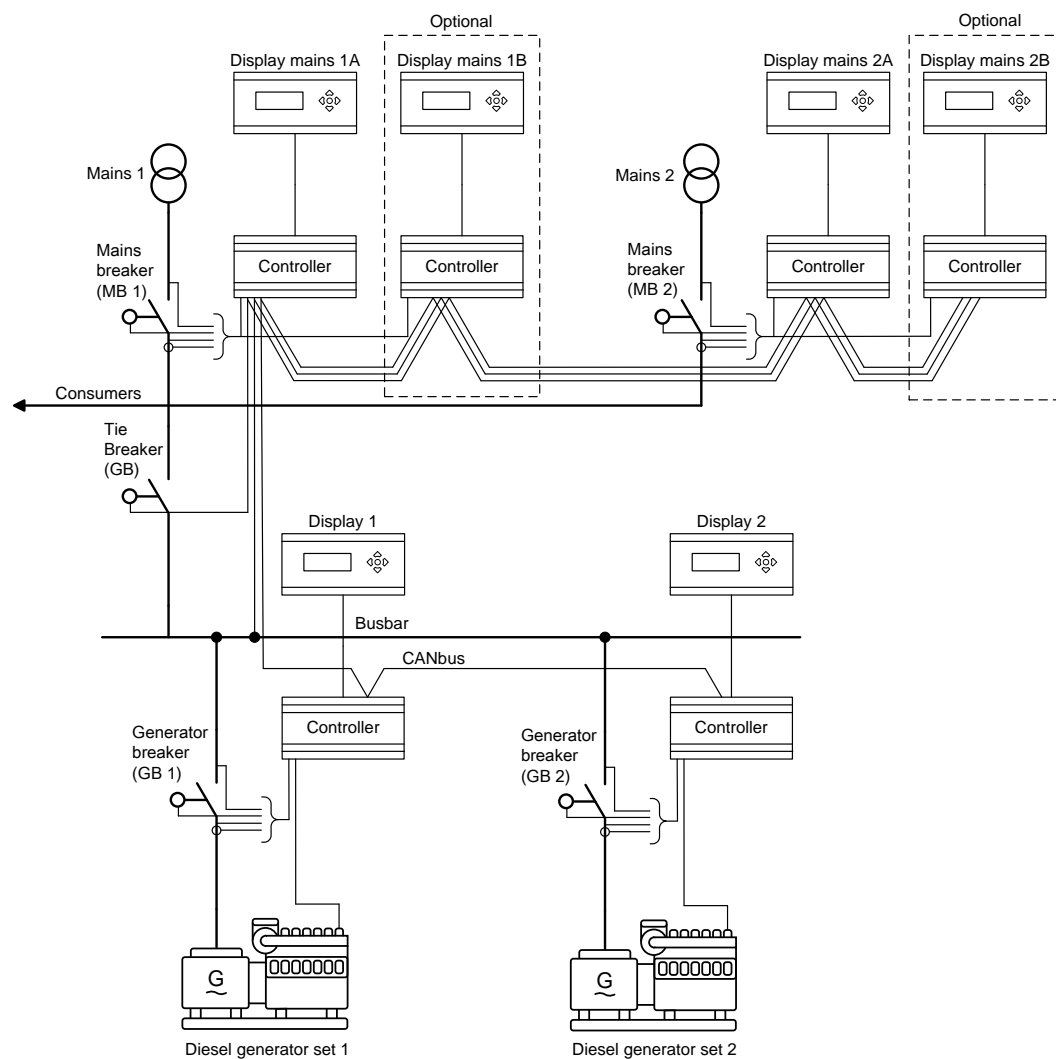 Optional
Optional
Display mains 1A
Display mains 1B
Display mains 2A
Display mains 2B
Mains 1
Mains 2
Mains
breaker
(MB 1)
Controller
Controller
Mains
breaker
(MB 2)
Controller
Controller
Consumers
Tie
Breaker
(GB)
Display 1
Display 2
Busbar
CANbus
Generator
breaker
(GB 1)
Controller
Generator
breaker
(GB 2)
Controller
G
G
Diesel generator set 1
Diesel generator set 2